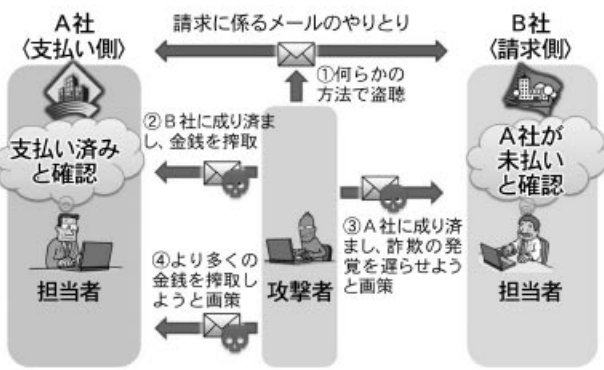 A社
〈支払い側〉
請求に係るメールのやりとり
B社
〈請求側〉
①何らかの
方法で盗聴
②B社に成り済ま
し、金銭を搾取
支払い済み
と確認
A社が
未払い
と確認
③A社に成り済
まし、詐欺の発
覚を遅らせよう
と画策
④より多くの
金銭を搾取し
ようと画策
担当者
攻撃者
担当者